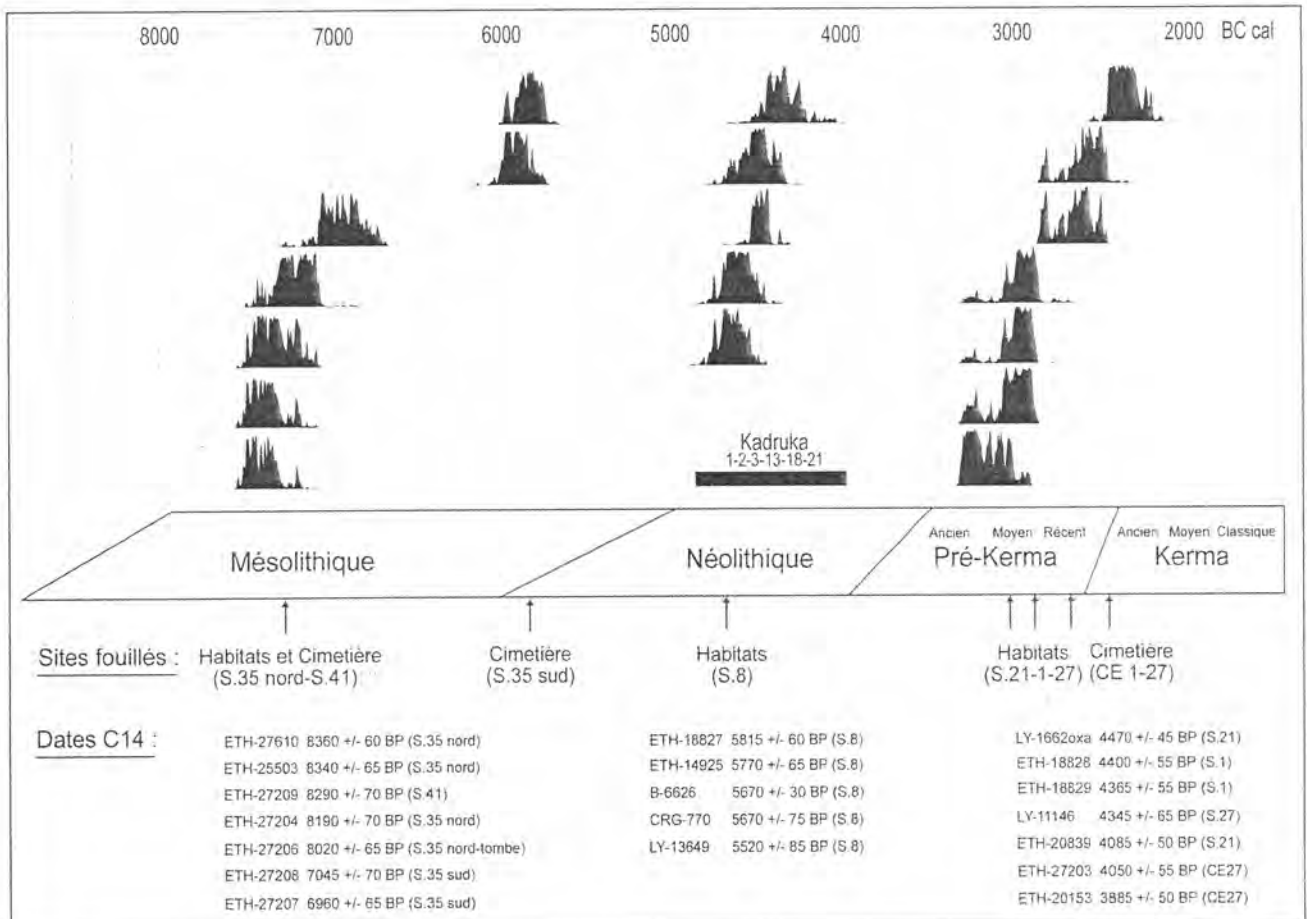 8000 7000 6000 5000 4000 3000 2000 BC cal
Kadruka
1-2-3-13-18-21
Mésolithique
Néolithique
Ancien Moyen Récent
Pré-Kerma
Ancien Moyen Classique
Kerma
Sites fouillés :
Habitats et Cimetière
(S.35 nord-S.41)
Cimetière
(S.35 sud)
Habitats
(S.8)
Habitats
(S.21-1-27)
Cimetière
(CE 1-27)
Dates C14 :
ETH-27610 8360 +/- 60 BP (S.35 nord)
ETH-25503 8340 +/- 65 BP (S.35 nord)
ETH-27209 8290 +/- 70 BP (S.41)
ETH-27204 8190 +/- 70 BP (S.35 nord)
ETH-27206 8020 +/- 65 BP (S.35 nord-tombe)
ETH-27208 7045 +/- 70 BP (S.35 sud)
ETH-27207 6960 +/- 65 BP (S.35 sud)
ETH-18827 5815 +/- 60 BP (S.8)
ETH-14925 5770 +/- 65 BP (S.8)
B-6626 5670 +/- 30 BP (S.8)
CRG-770 5670 +/- 75 BP (S.8)
LY-13649 5520 +/- 85 BP (S.8)
LY-1662oxa 4470 +/- 45 BP (S.21)
ETH-18828 4400 +/- 55 BP (S.1)
ETH-18829 4365 +/- 55 BP (S.1)
LY-11146 4345 +/- 65 BP (S.27)
ETH-20839 4085 +/- 50 BP (S.21)
ETH-27203 4050 +/- 55 BP (CE27)
ETH-20153 3885 +/- 50 BP (CE27)